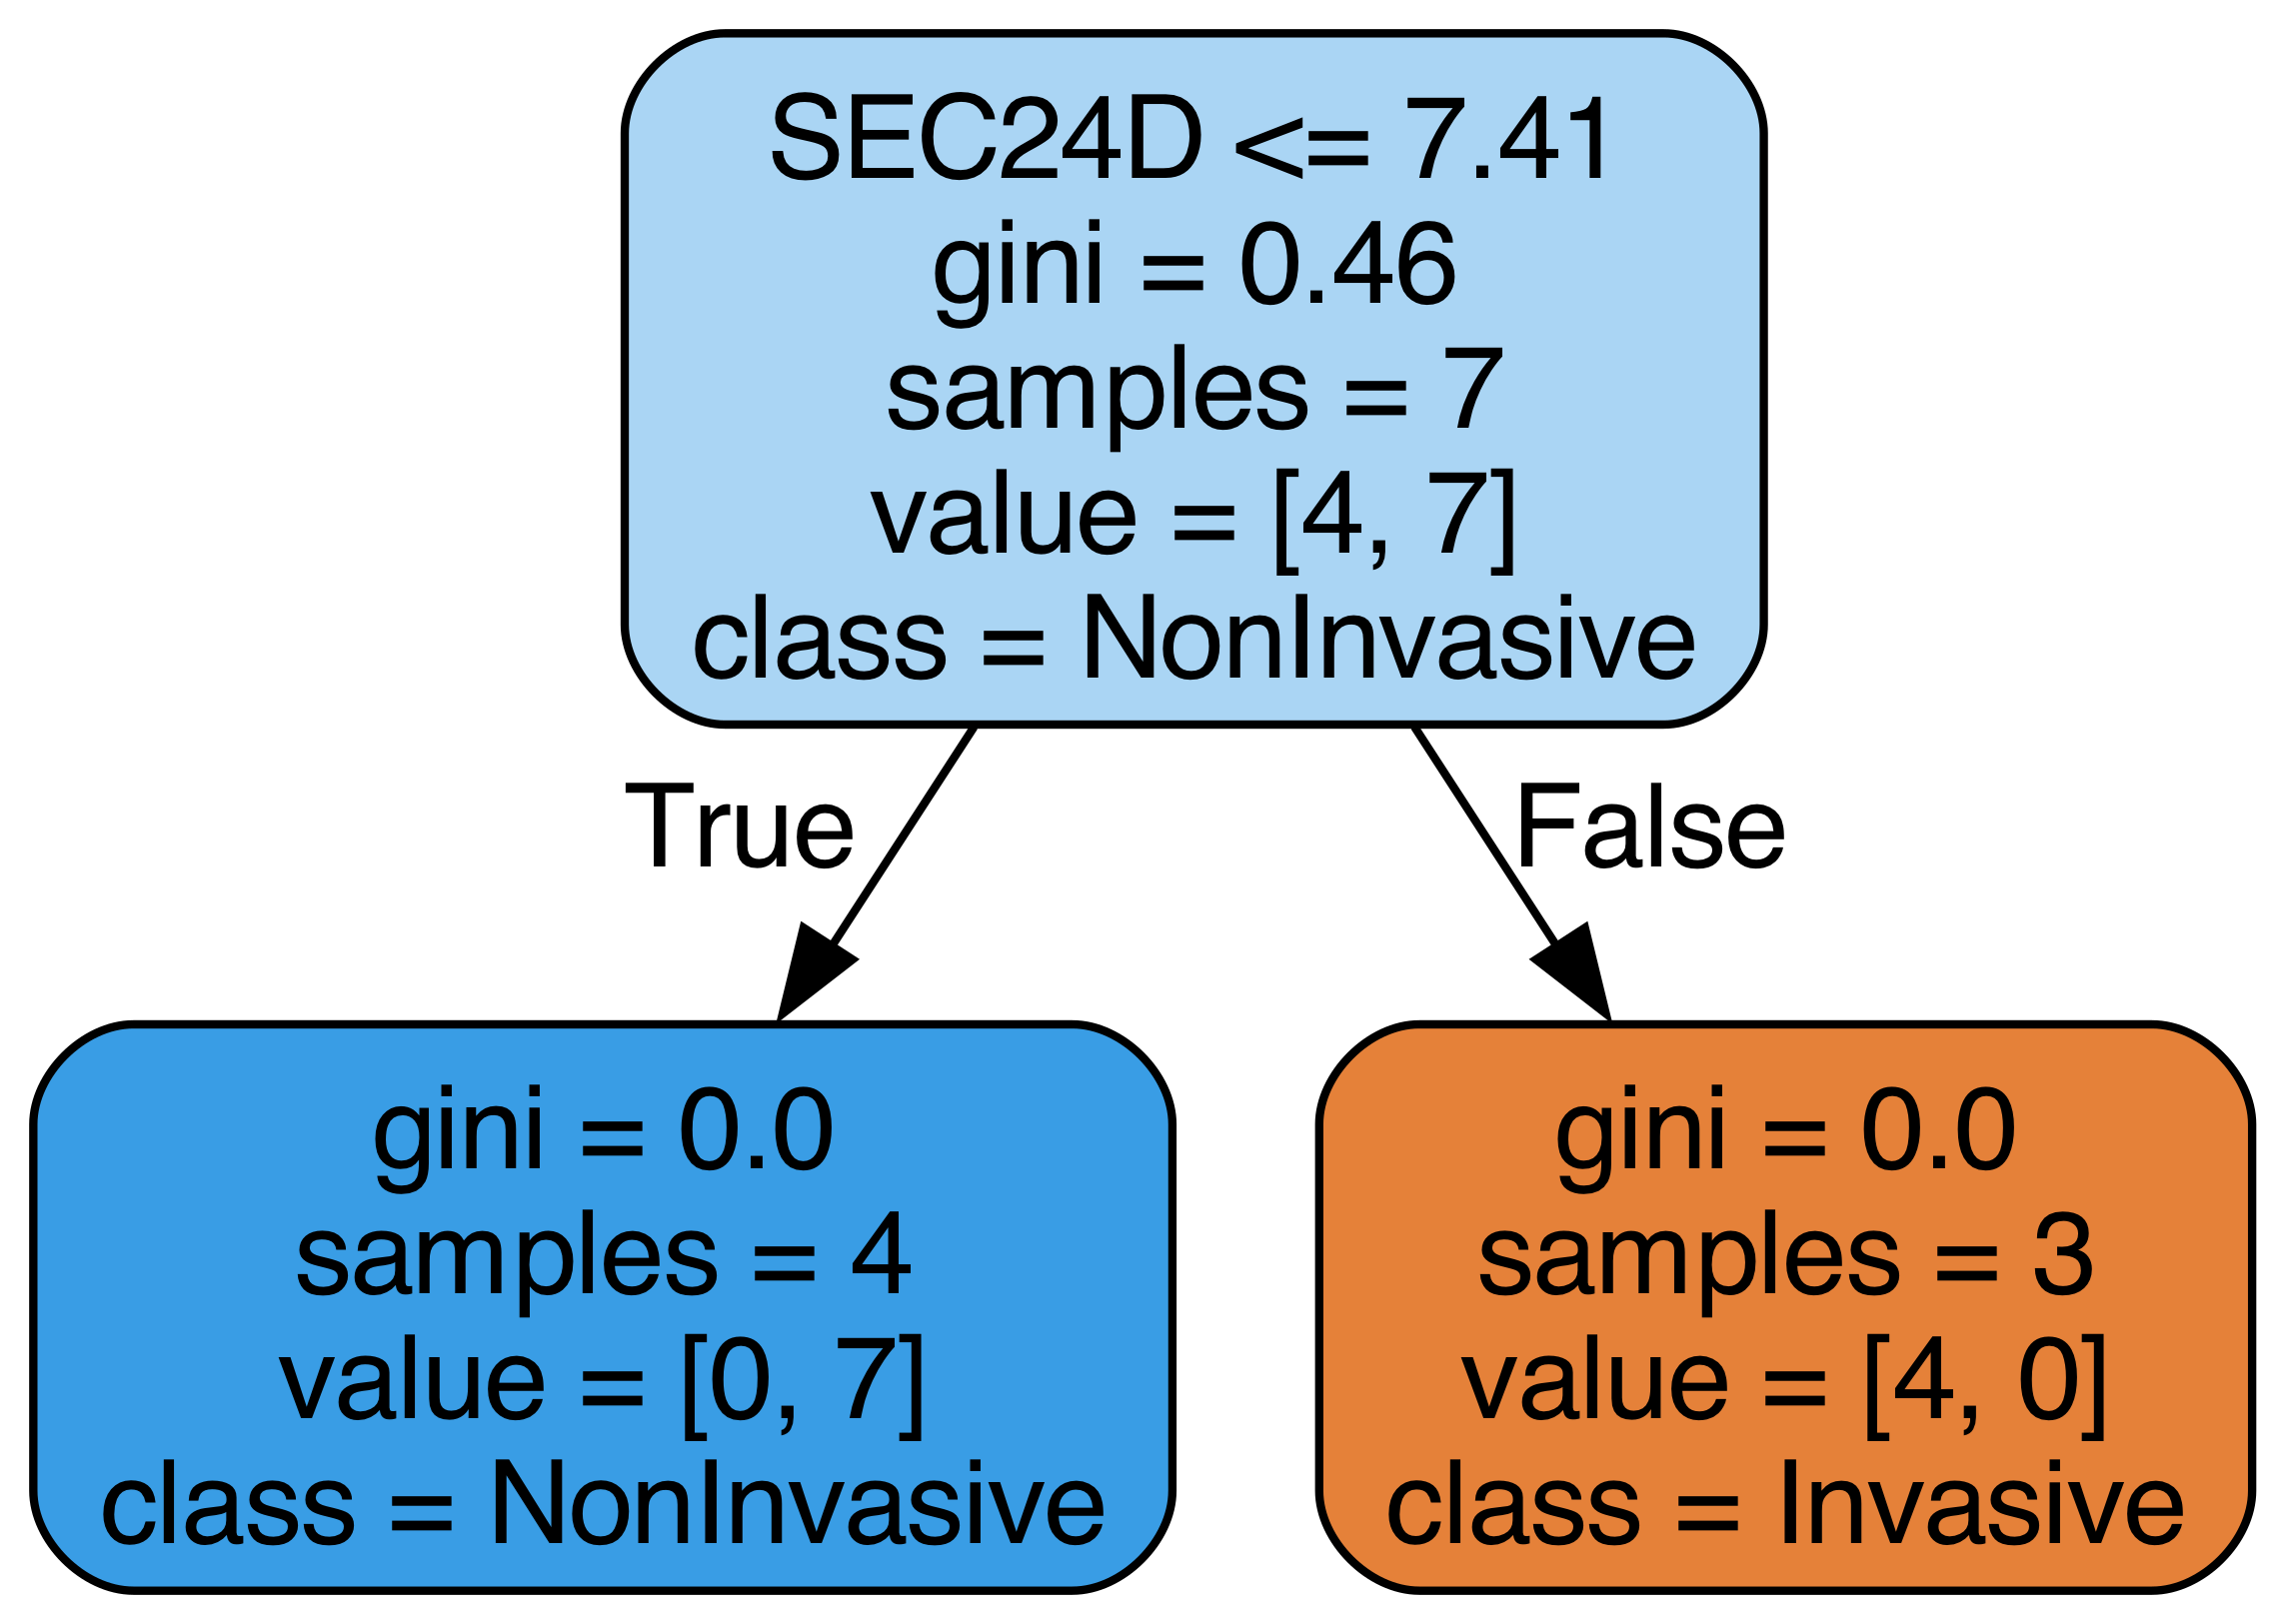 SEC24D <= 7.41
gini = 0.46
samples = 7
value = [4, 7]
class = NonInvasive
True
False
gini = 0.0
samples = 4
value = [0, 7]
class = NonInvasive
gini = 0.0
samples = 3
value = [4, 0]
class = Invasive